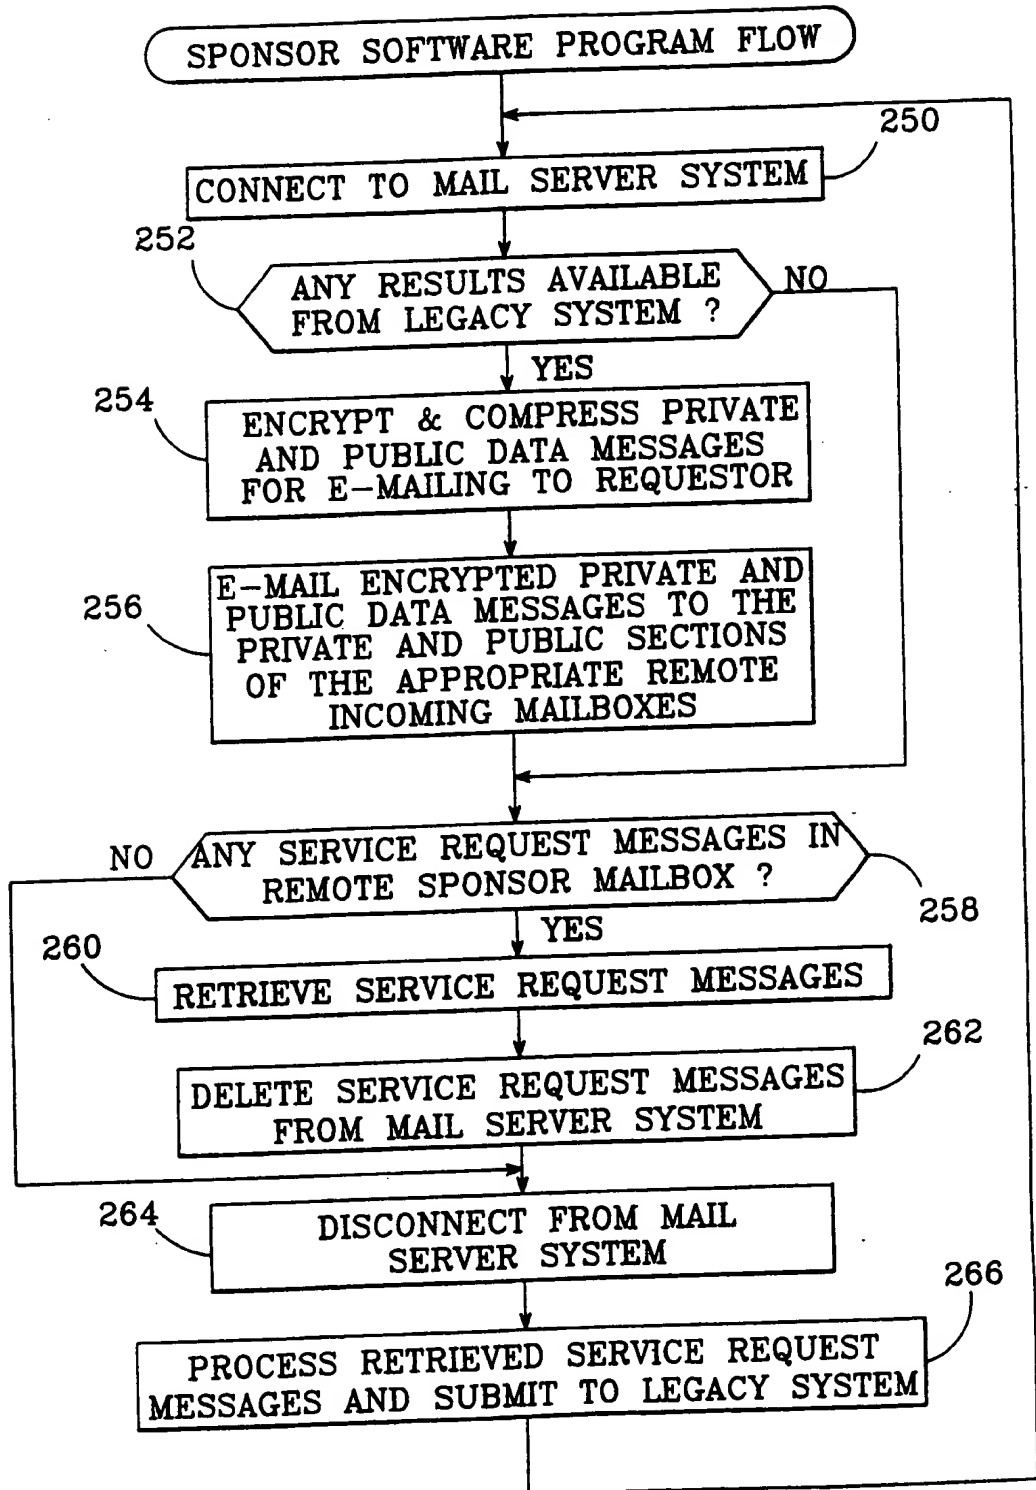 SPONSOR SOFTWARE PROGRAM FLOW
250
CONNECT TO MAIL SERVER SYSTEM
252
ANY RESULTS AVAILABLE
FROM LEGACY SYSTEM ?
NO
YES
254
ENCRYPT & COMPRESS PRIVATE
AND PUBLIC DATA MESSAGES
FOR E-MAILING TO REQUESTOR
256
E-MAIL ENCRYPTED PRIVATE AND
PUBLIC DATA MESSAGES TO THE
PRIVATE AND PUBLIC SECTIONS
OF THE APPROPRIATE REMOTE
INCOMING MAILBOXES
NO
ANY SERVICE REQUEST MESSAGES IN
REMOTE SPONSOR MAILBOX ?
258
YES
260
RETRIEVE SERVICE REQUEST MESSAGES
262
DELETE SERVICE REQUEST MESSAGES
FROM MAIL SERVER SYSTEM
264
DISCONNECT FROM MAIL
SERVER SYSTEM
266
PROCESS RETRIEVED SERVICE REQUEST
MESSAGES AND SUBMIT TO LEGACY SYSTEM